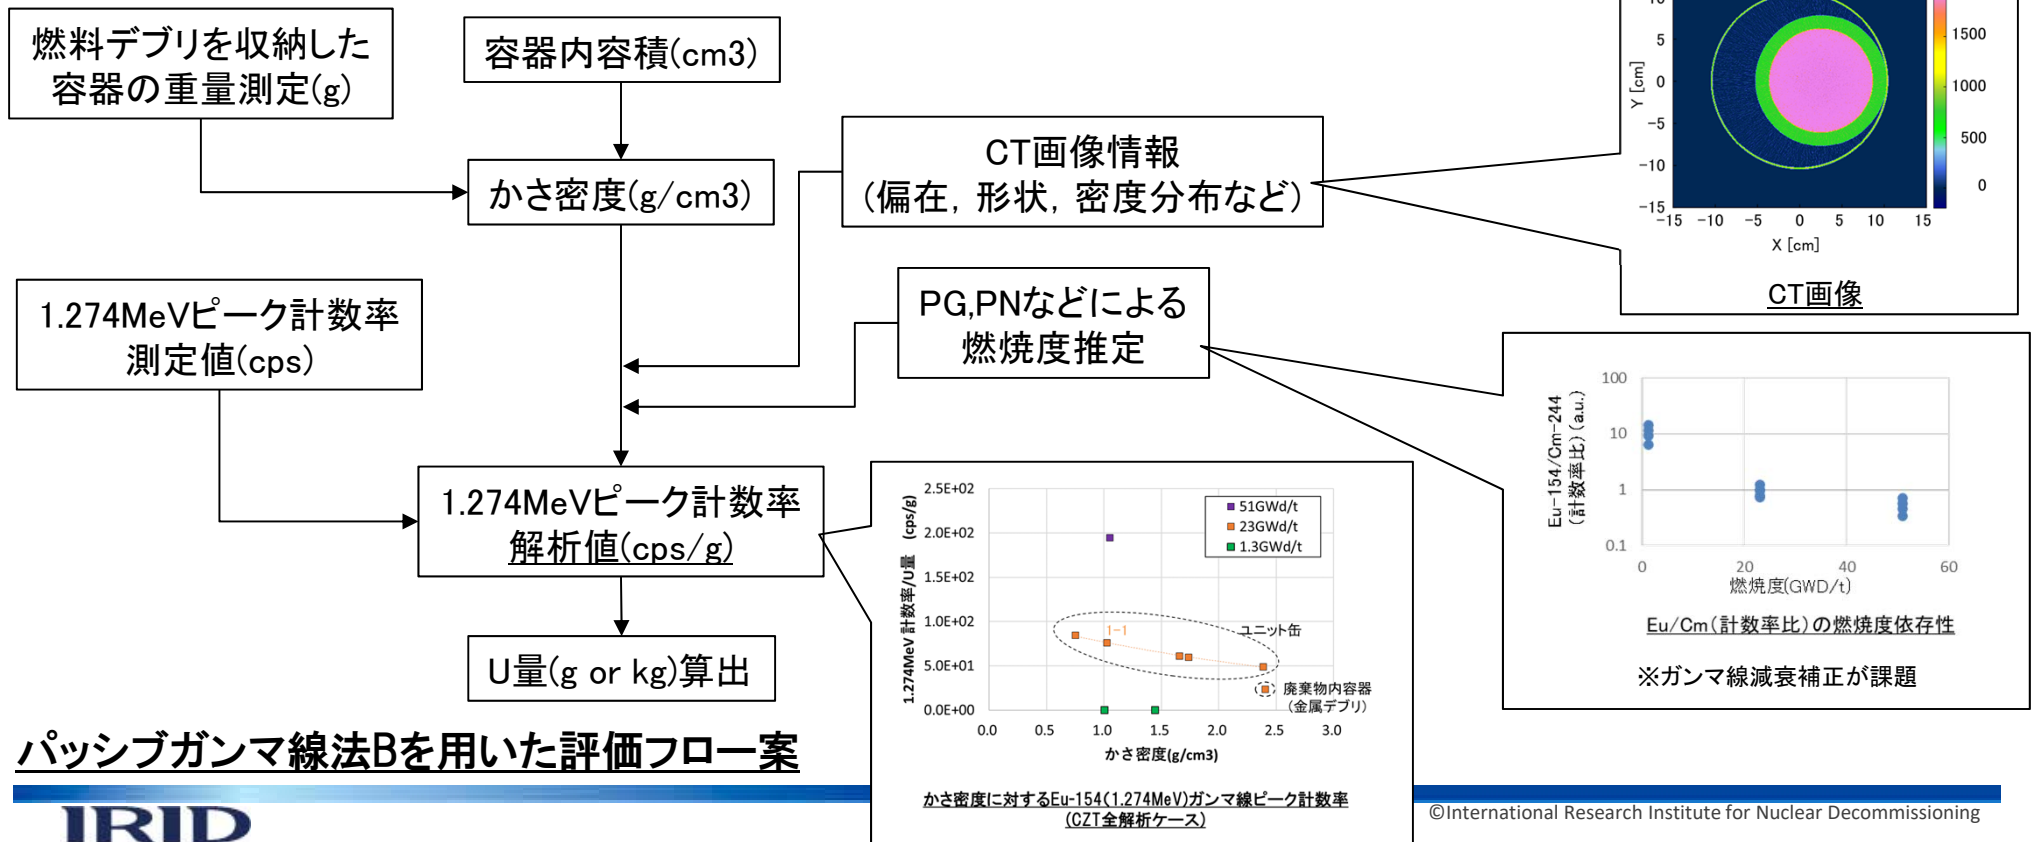 燃料デブリを収納した
容器の重量測定(g)
容器内容積(cm3)
かさ密度(g/cm3)
CT画像情報
(偏在, 形状, 密度分布など)
1.274MeVピーク計数率
測定値(cps)
PG,PNなどによる
燃焼度推定
1.274MeVピーク計数率
解析値(cps/g)
U量(g or kg)算出
パッシブガンマ線法Bを用いた評価フロー案
5
0
-5
-10
-15
Y [cm]
-15 -10 -5 0 5 10 15
X [cm]
1500
1000
500
0
CT画像
100
10
1
0.1
Eu-154/Cm-244
(計数率比)(a.u.)
0 20 40 60
燃焼度(GWD/t)
Eu/Cm(計数率比)の燃焼度依存性
※ガンマ線減衰補正が課題
2.5E+02
2.0E+02
1.5E+02
1.0E+02
5.0E+01
0.0E+00
1.274MeV 計数率/U量 (cps/g)
51GWd/t
23GWd/t
1.3GWd/t
1-1
ユニット缶
廃棄物内容器
(金属デブリ)
0.0 0.5 1.0 1.5 2.0 2.5 3.0
かさ密度(g/cm3)
かさ密度に対するEu-154(1.274MeV)ガンマ線ピーク計数率
(CZT全解析ケース)
IRID
©International Research Institute for Nuclear Decommissioning